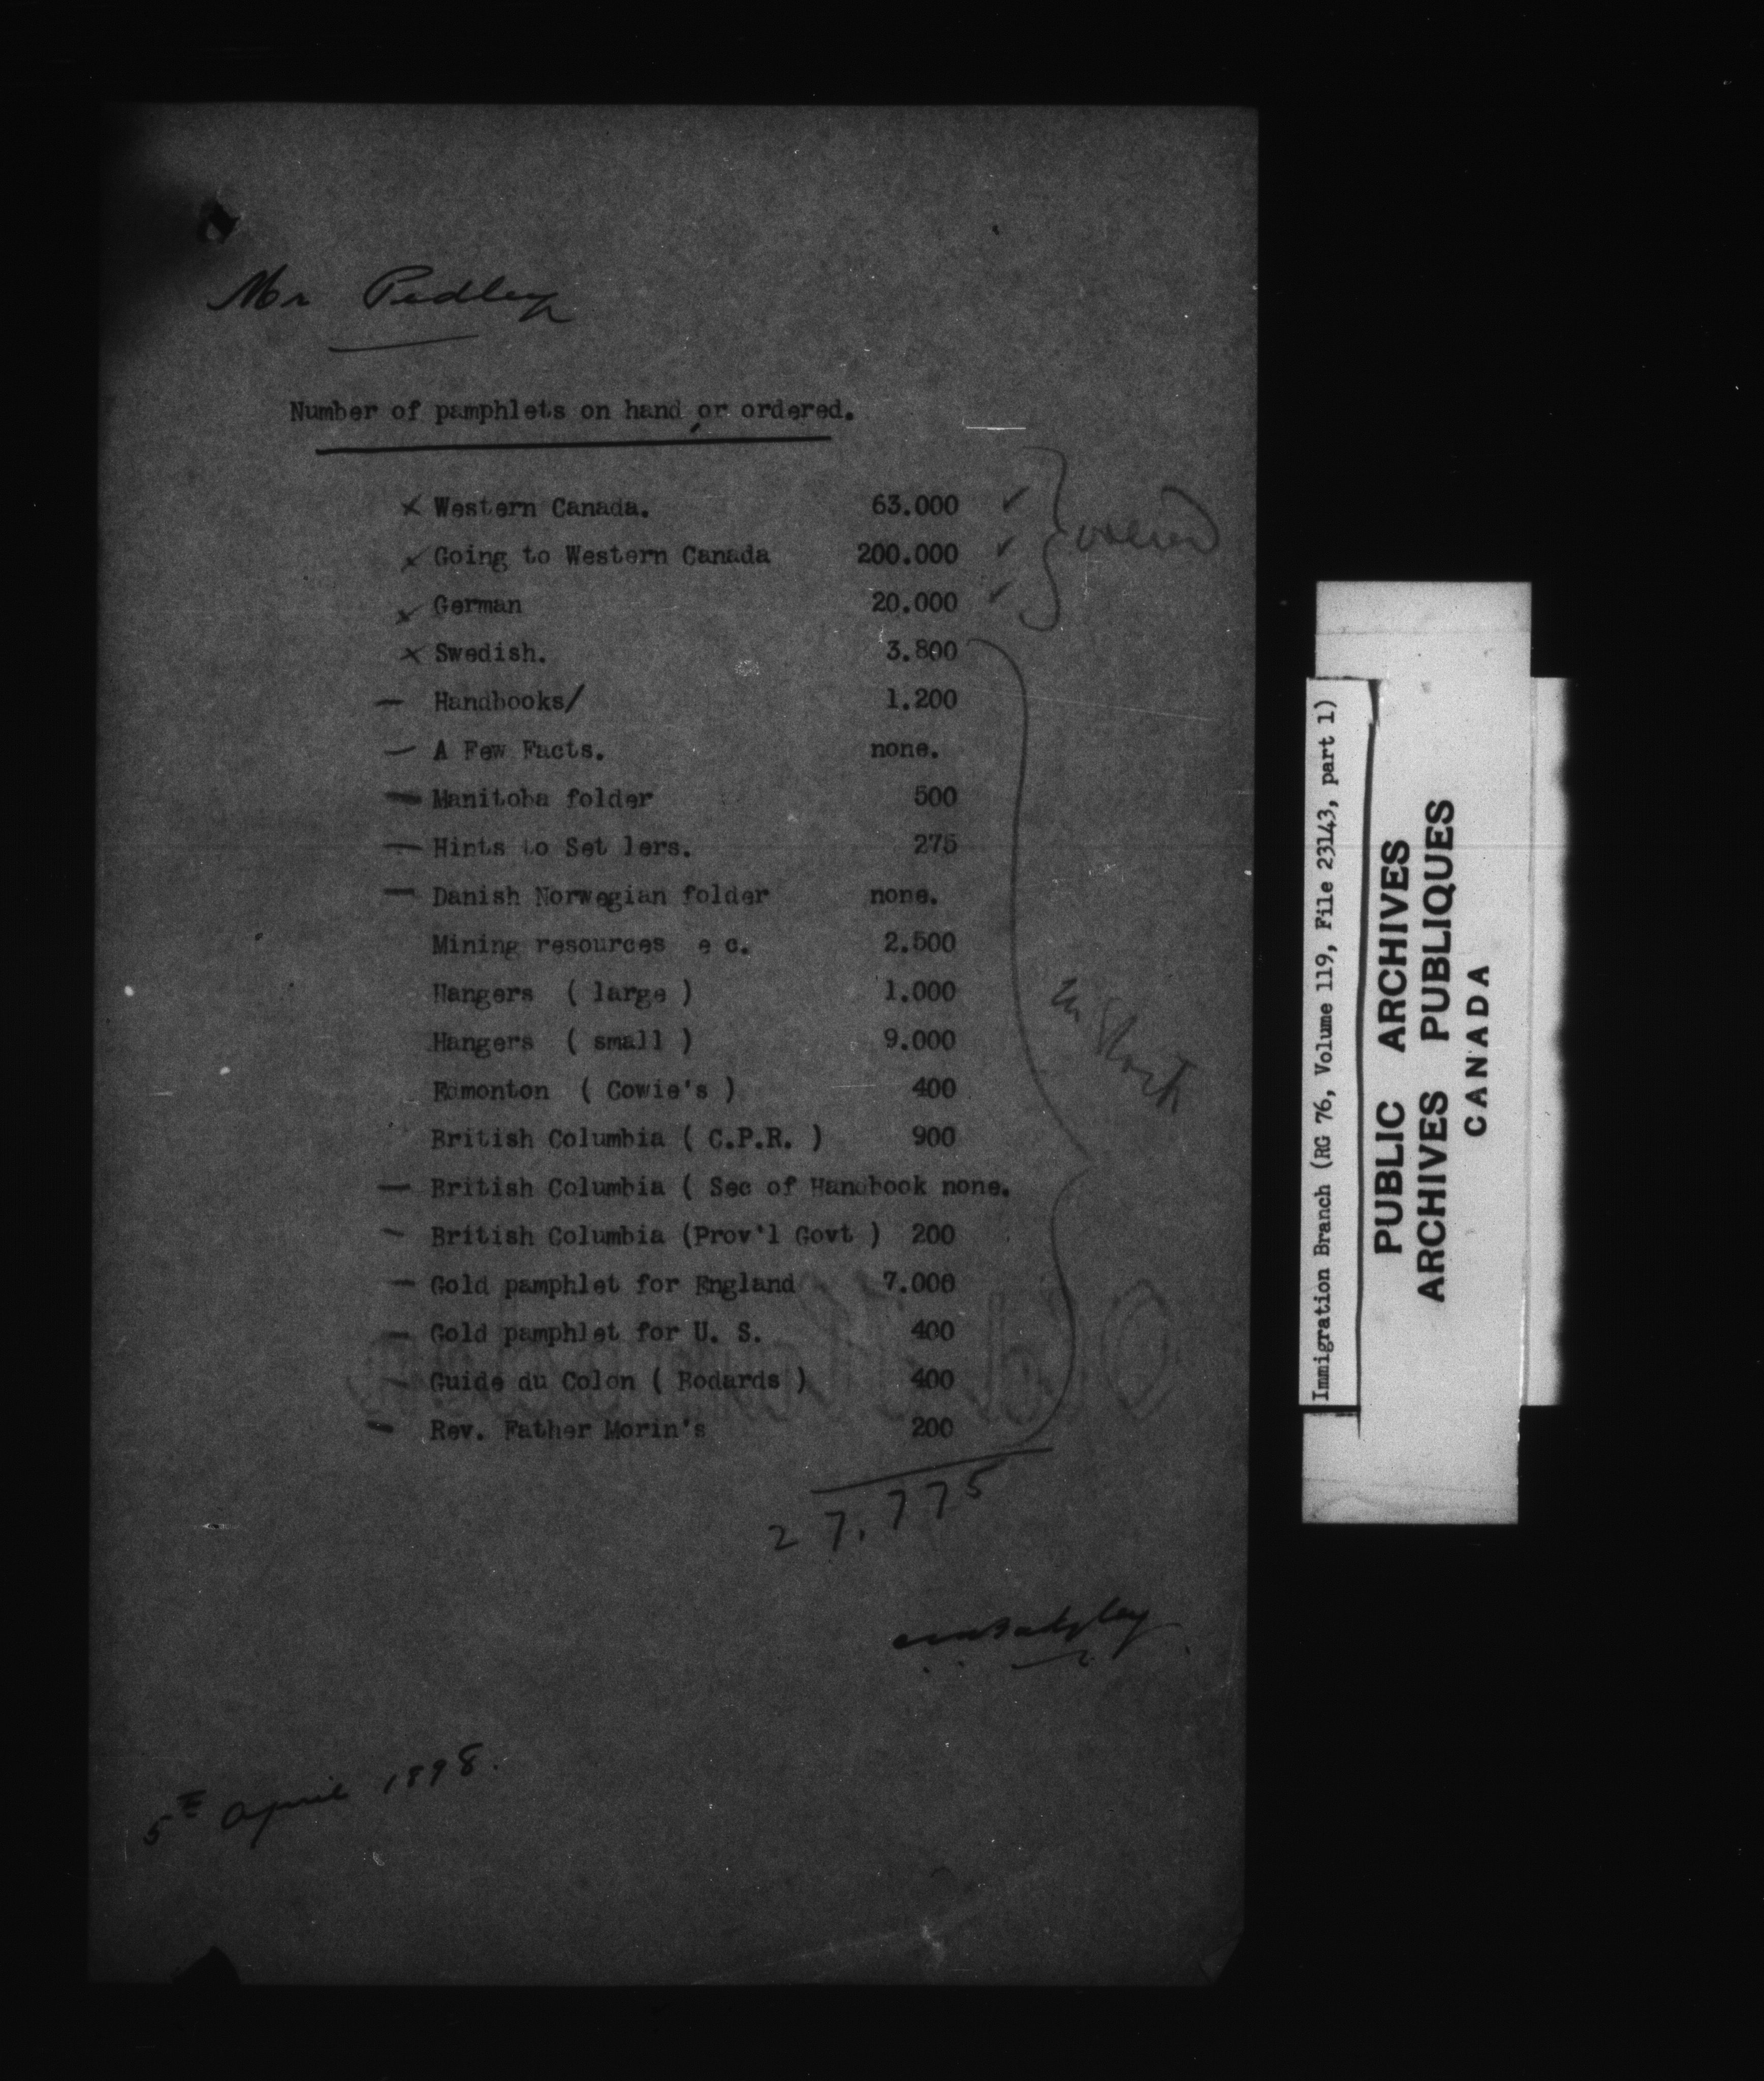 Mr Pedley
Number of pamphlets on hand, or ordered.
x Western Canada. 63.000 ✓
x Going to Western Canada 200.000 ✓
x German 20.000 ✓
x Swedish. 3.800
— Handbooks/ 1.200
— A Few Facts. none.
— Manitoba folder 500
— Hints to Set lers. 275
— Danish Norwegian folder none.
Mining resources e c. 2.500
Hangers ( large ) 1.000
Hangers ( small ) 9.000
Edmonton ( Cowie's ) 400
British Columbia ( C.P.R. ) 900
— British Columbia ( Sec of Handbook none.
— British Columbia (Prov'l Govt ) 200
— Gold pamphlet for England 7.000
— Gold pamphlet for U. S. 400
— Guide du Colon ( Bodards ) 400
— Rev. Father Morin's 200
In Stock
27.775
5th April 1898.
Immigration Branch (RG 76, Volume 119, File 23143, part 1)
PUBLIC ARCHIVES
ARCHIVES PUBLIQUES
CANADA